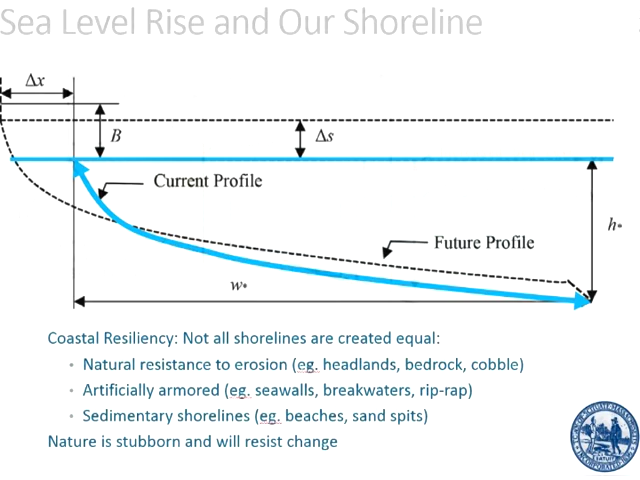 Sea Level Rise and Our Shoreline
Δx
B
Δs
Current Profile
h*
Future Profile
w*
Coastal Resiliency: Not all shorelines are created equal:
• Natural resistance to erosion (eg. headlands, bedrock, cobble)
• Artificially armored (eg. seawalls, breakwaters, rip-rap)
• Sedimentary shorelines (eg. beaches, sand spits)
Nature is stubborn and will resist change